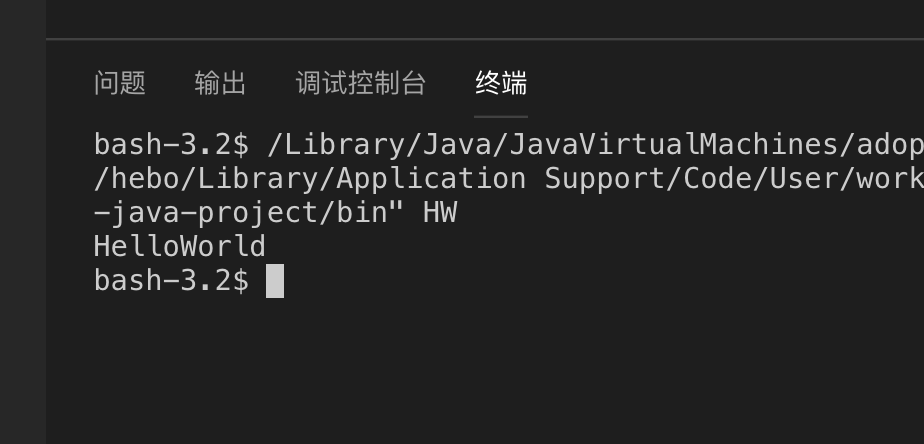 问题 输出 调试控制台 终端
bash-3.2$ /Library/Java/JavaVirtualMachines/adop
/hebo/Library/Application Support/Code/User/work
-java-project/bin" HW
HelloWorld
bash-3.2$